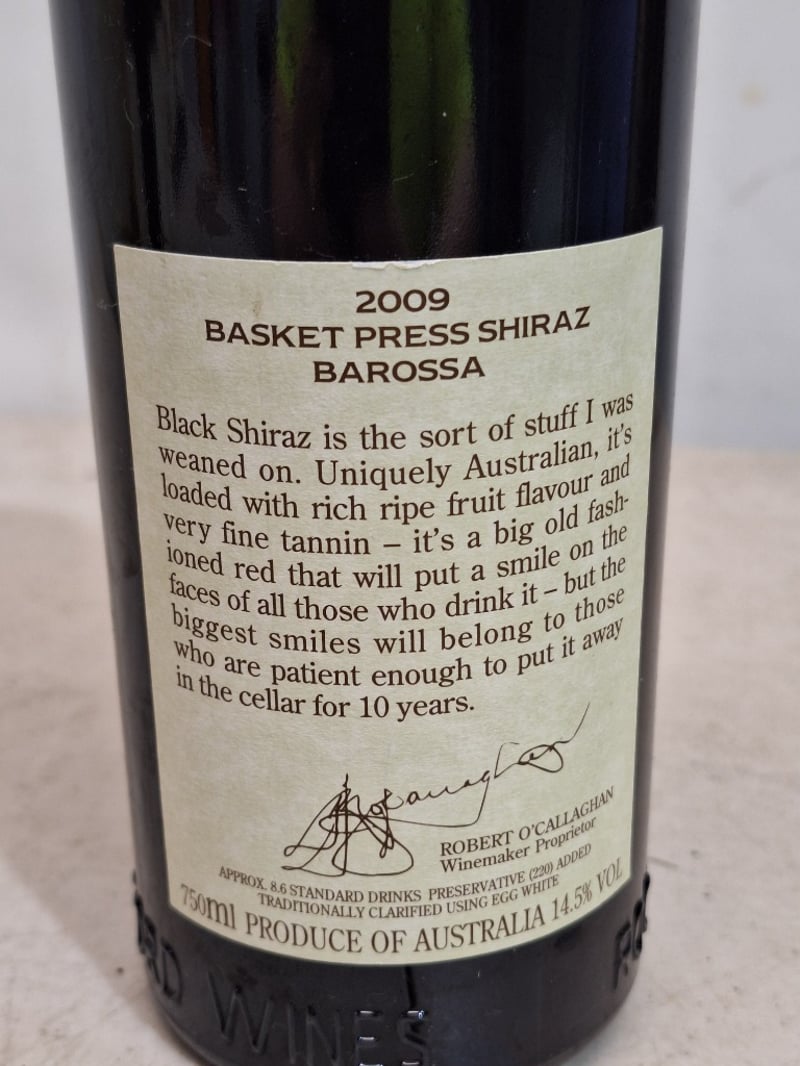 2009
BASKET PRESS SHIRAZ
BAROSSA
Black Shiraz is the sort of stuff I was
weaned on. Uniquely Australian, it's
loaded with rich ripe fruit flavour and
very fine tannin – it's a big old fash-
ioned red that will put a smile on the
faces of all those who drink it – but the
biggest smiles will belong to those
who are patient enough to put it away
in the cellar for 10 years.
ROBERT O'CALLAGHAN
Winemaker Proprietor
APPROX. 8.6 STANDARD DRINKS PRESERVATIVE (220) ADDED
TRADITIONALLY CLARIFIED USING EGG WHITE
750ml PRODUCE OF AUSTRALIA 14.5% VOL
WINES